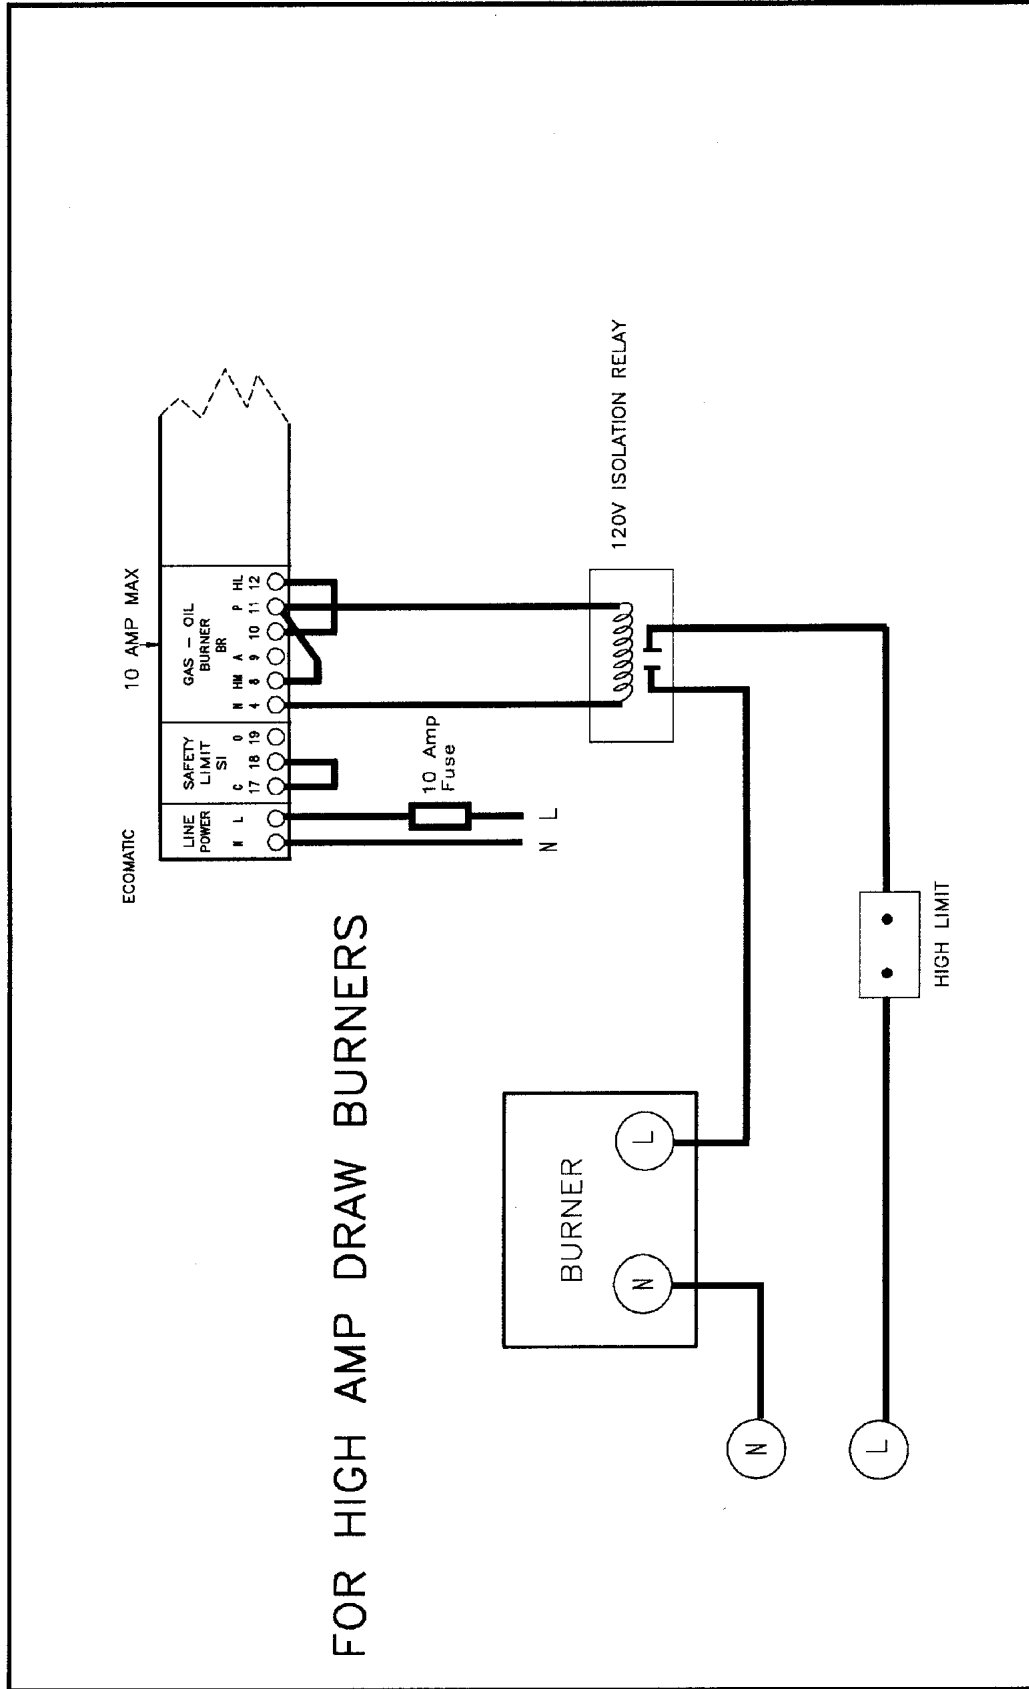 ECOMATIC
10 AMP MAX
LINE
POWER
SAFETY
LIMIT
SI
GAS – OIL
BURNER
BR
N L C O N HM A P HL
17 18 19 4 8 9 10 11 12
10 Amp
Fuse
N L
120V ISOLATION RELAY
FOR HIGH AMP DRAW BURNERS
BURNER
N L
HIGH LIMIT
N
L